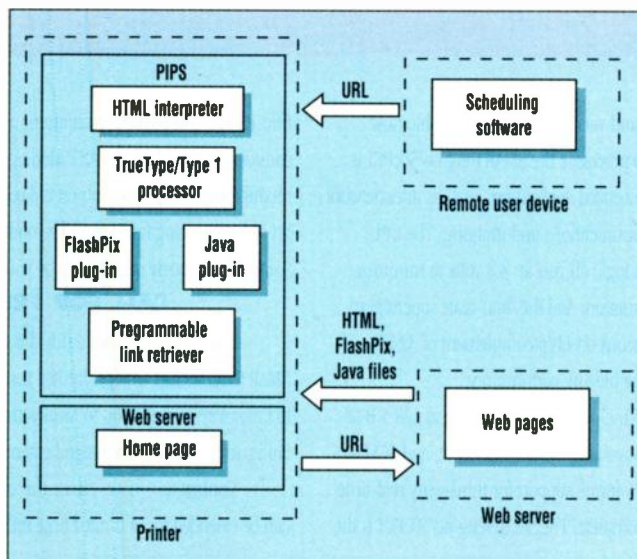 PIPS
HTML interpreter
TrueType/Type 1
processor
FlashPix
plug-in
Java
plug-in
Programmable
link retriever
Web server
Home page
Printer
URL
Scheduling
software
Remote user device
HTML,
FlashPix,
Java files
URL
Web pages
Web server